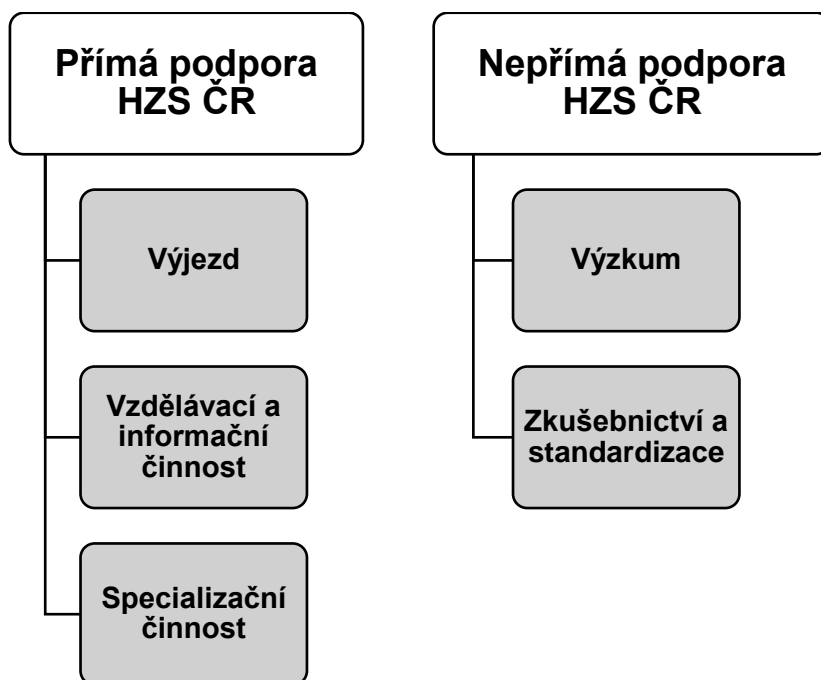 Přímá podpora
HZS ČR
Výjezd
Vzdělávací a
informační
činnost
Specializační
činnost
Nepřímá podpora
HZS ČR
Výzkum
Zkušebnictví a
standardizace